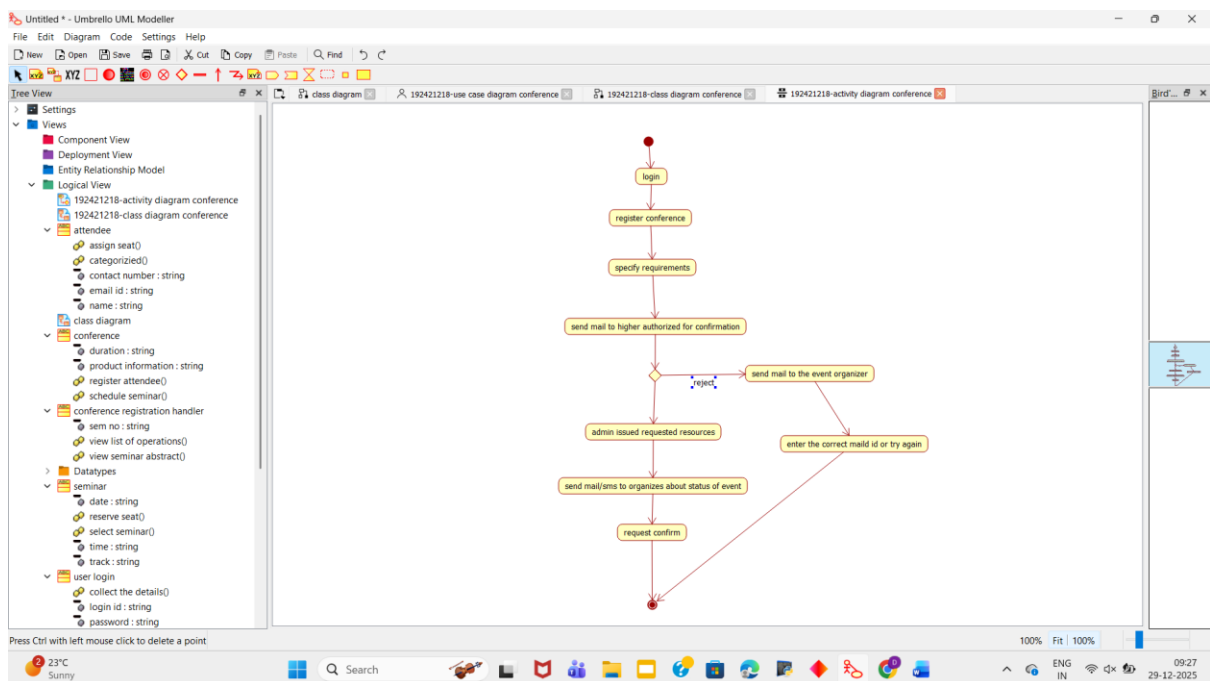 Untitled * - Umbrello UML Modeller
File Edit Diagram Code Settings Help
New Open Save Cut Copy Paste Find
XYZ
Tree View
class diagram
192421218-use case diagram conference
192421218-class diagram conference
192421218-activity diagram conference
Bird'...
Settings
Views
Component View
Deployment View
Entity Relationship Model
Logical View
192421218-activity diagram conference
192421218-class diagram conference
attendee
assign seat()
categorizied()
contact number : string
email id : string
name : string
class diagram
conference
duration : string
product information : string
register attendee()
schedule seminar()
conference registration handler
sem no : string
view list of operations()
view seminar abstract()
Datatypes
seminar
date : string
reserve seat()
select seminar()
time : string
track : string
user login
collect the details()
login id : string
password : string
login
register conference
specify requirements
send mail to higher authorized for confirmation
reject
send mail to the event organizer
admin issued requested resources
enter the correct maild id or try again
send mail/sms to organizes about status of event
request confirm
Press Ctrl with left mouse click to delete a point
100% Fit 100%
2
23°C
Sunny
Search
ENG
IN
09:27
29-12-2025